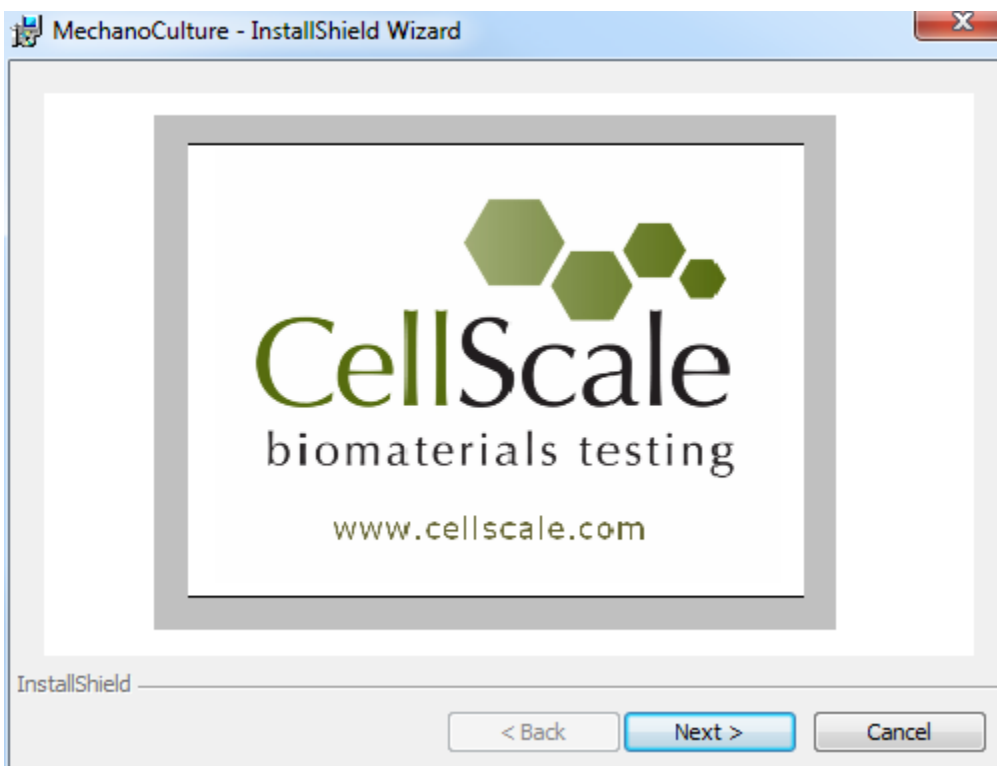 MechanoCulture - InstallShield Wizard
CellScale
biomaterials testing
www.cellscale.com
InstallShield
< Back Next > Cancel